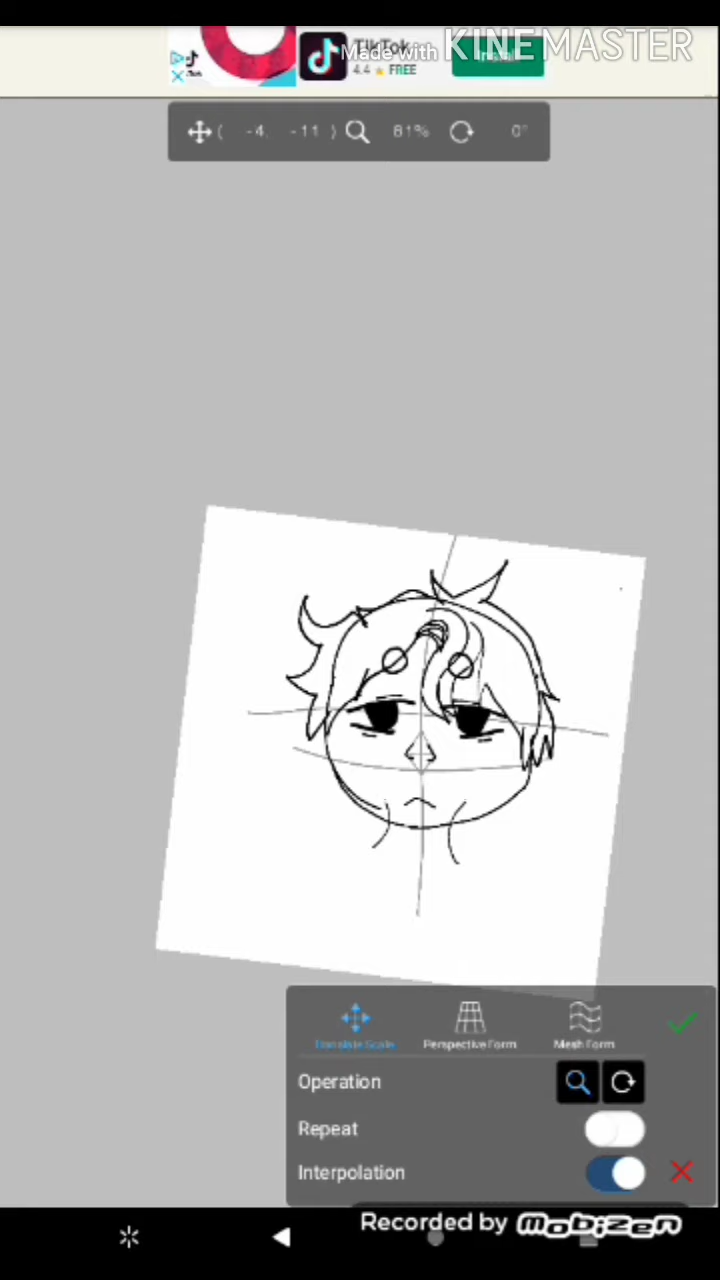 TikTok
Made with KINEMASTER
4.4 ★ FREE
Install
( -4, -11 ) 81% 0°
Translate Scale Perspective Form Mesh Form
Operation
Repeat
Interpolation
Recorded by mobizen